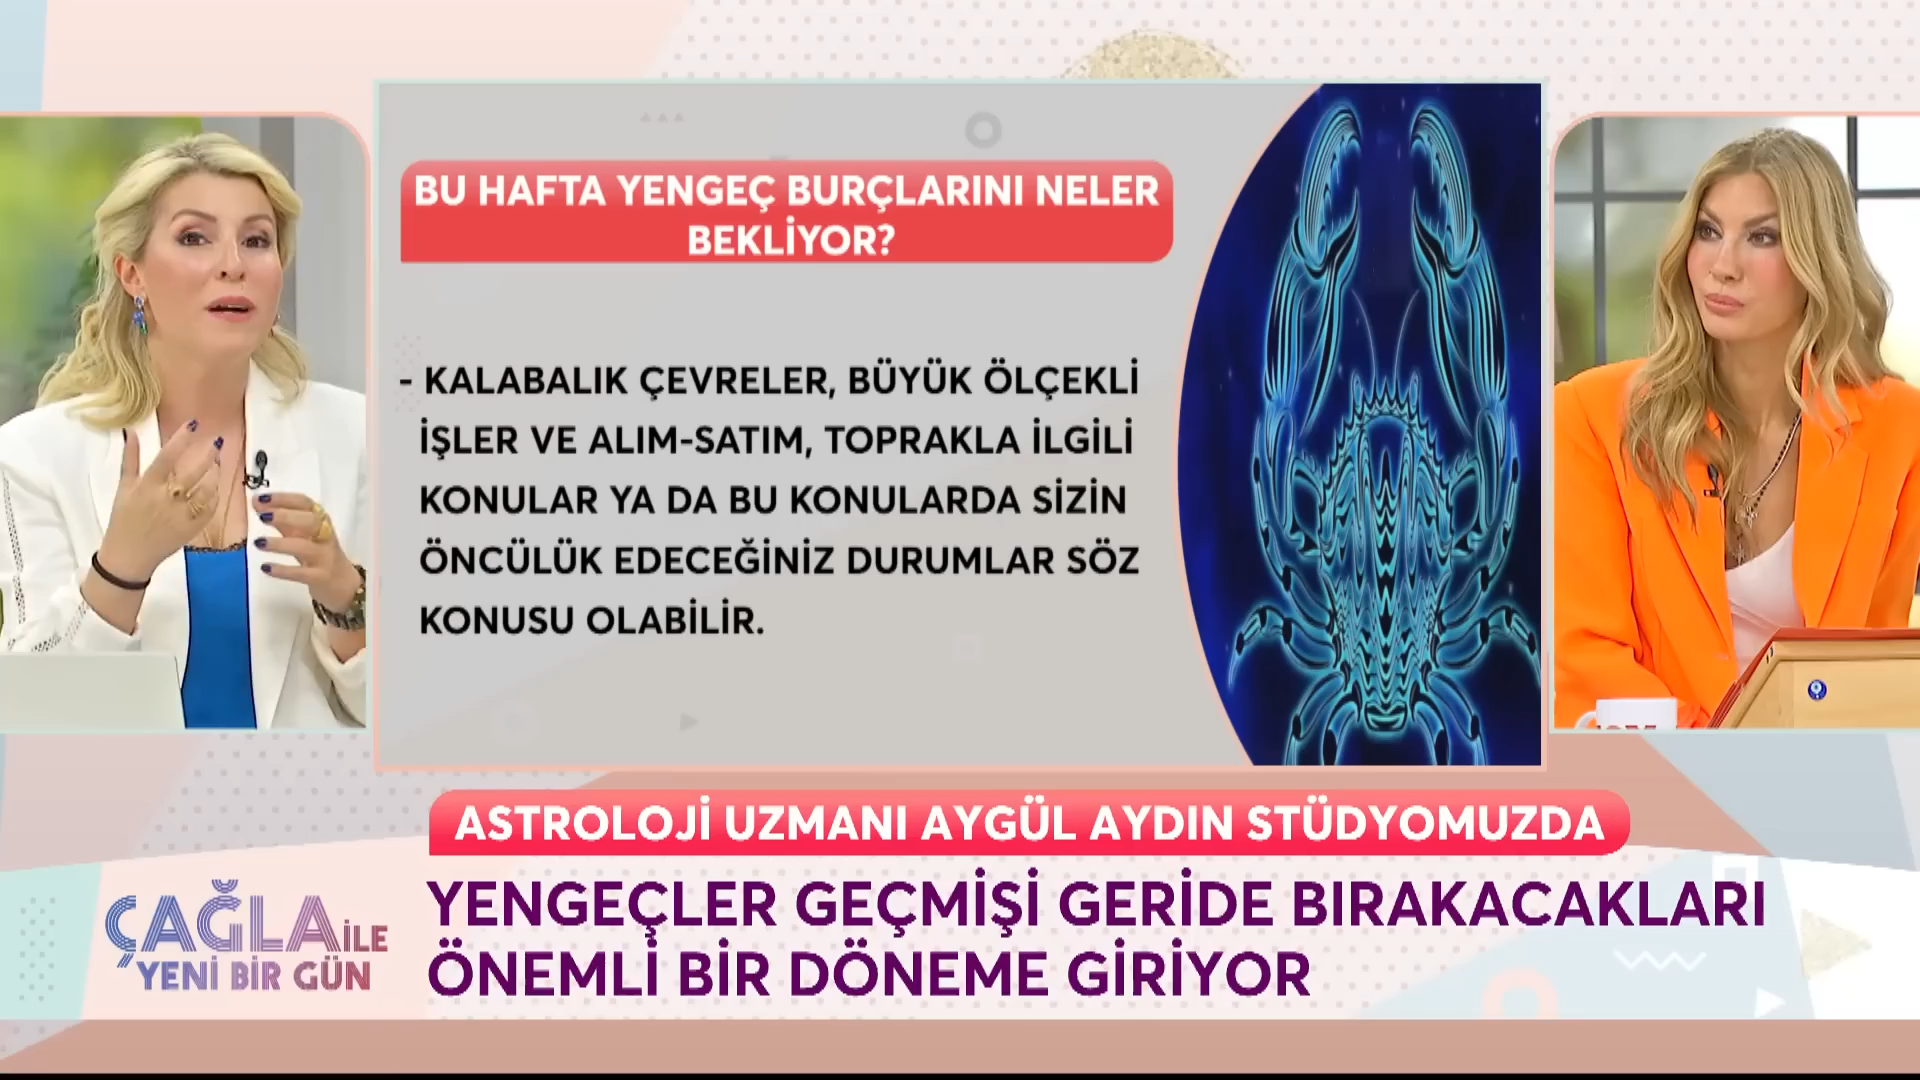 BU HAFTA YENGEÇ BURÇLARINI NELER
BEKLİYOR?
- KALABALIK ÇEVRELER, BÜYÜK ÖLÇEKLİ
İŞLER VE ALIM-SATIM, TOPRAKLA İLGİLİ
KONULAR YA DA BU KONULARDA SİZİN
ÖNCÜLÜK EDECEĞİNİZ DURUMLAR SÖZ
KONUSU OLABİLİR.
ASTROLOJİ UZMANI AYGÜL AYDIN STÜDYOMUZDA
ÇAĞLA İLE
YENİ BİR GÜN
YENGEÇLER GEÇMİŞİ GERİDE BIRAKACAKLARI
ÖNEMLİ BİR DÖNEME GİRİYOR